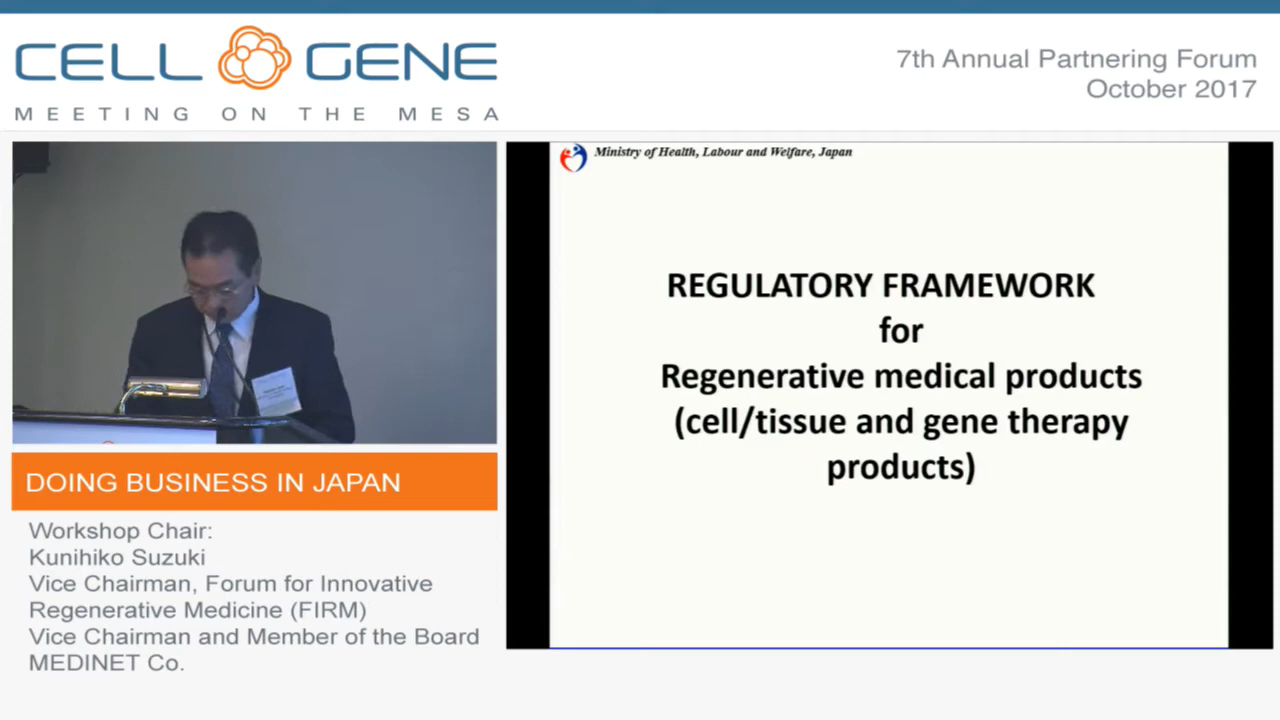 CELL GENE
MEETING ON THE MESA
7th Annual Partnering Forum
October 2017
Ministry of Health, Labour and Welfare, Japan
REGULATORY FRAMEWORK
for
Regenerative medical products
(cell/tissue and gene therapy
products)
DOING BUSINESS IN JAPAN
Workshop Chair:
Kunihiko Suzuki
Vice Chairman, Forum for Innovative
Regenerative Medicine (FIRM)
Vice Chairman and Member of the Board
MEDINET Co.